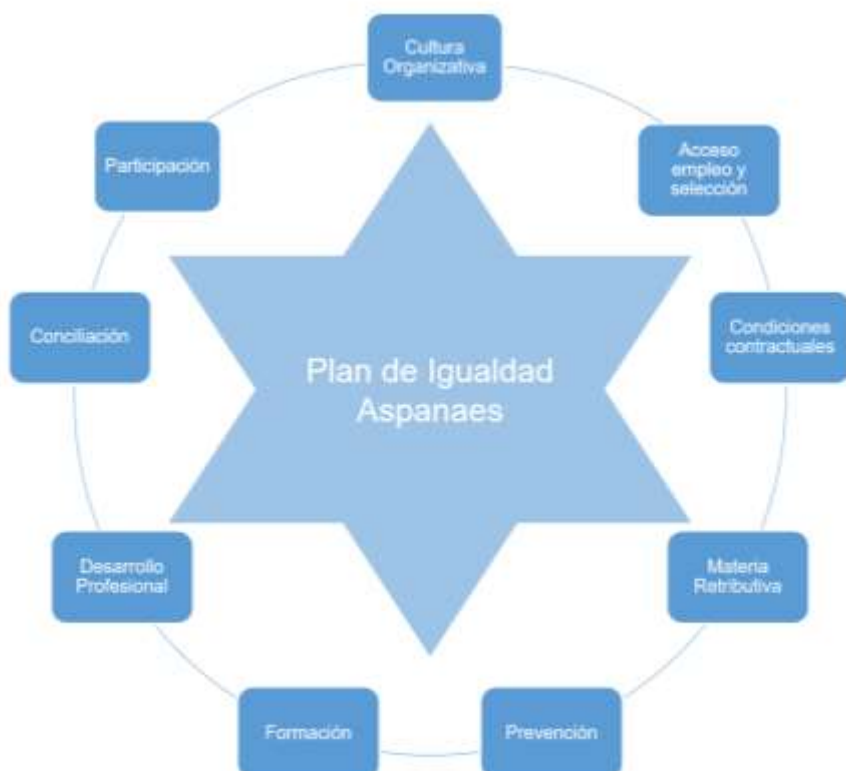 Cultura
Organizativa
Acceso
empleo y
selección
Condiciones
contractuales
Materia
Retributiva
Prevención
Formación
Desarrollo
Profesional
Conciliación
Participación
Plan de Igualdad
Aspanaes